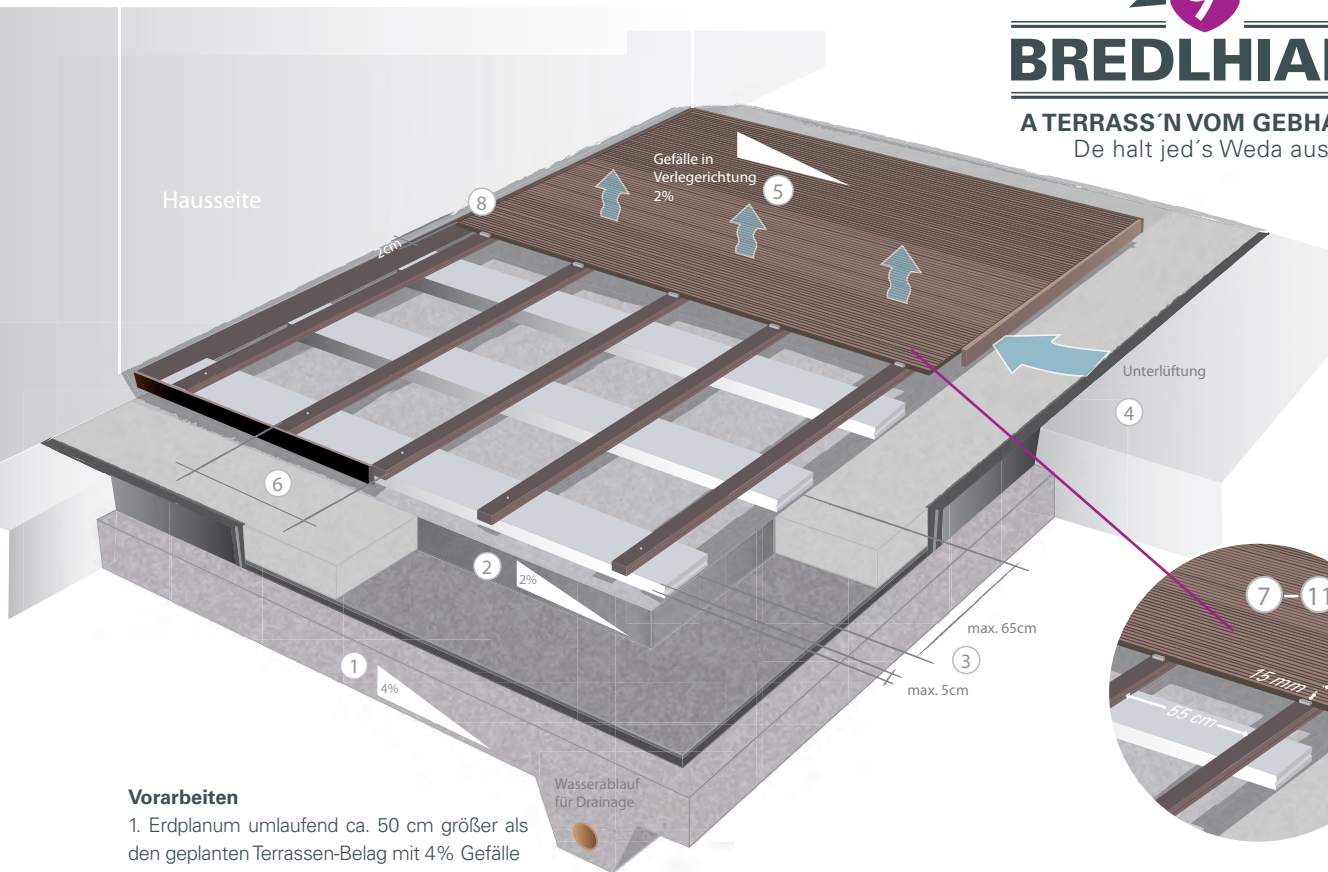 9
BREDLHIA
A TERRASS´N VOM GEBHA
De halt jed´s Weda aus
Hausseite
Gefälle in
Verlegerichtung
2%
5
8
2cm
Unterlüftung
4
6
2
2%
max. 65cm
3
max. 5cm
1
4%
7–11
15 mm
55 cm
Wasserablauf
für Drainage
Vorarbeiten
1. Erdplanum umlaufend ca. 50 cm größer als
den geplanten Terrassen-Belag mit 4% Gefälle